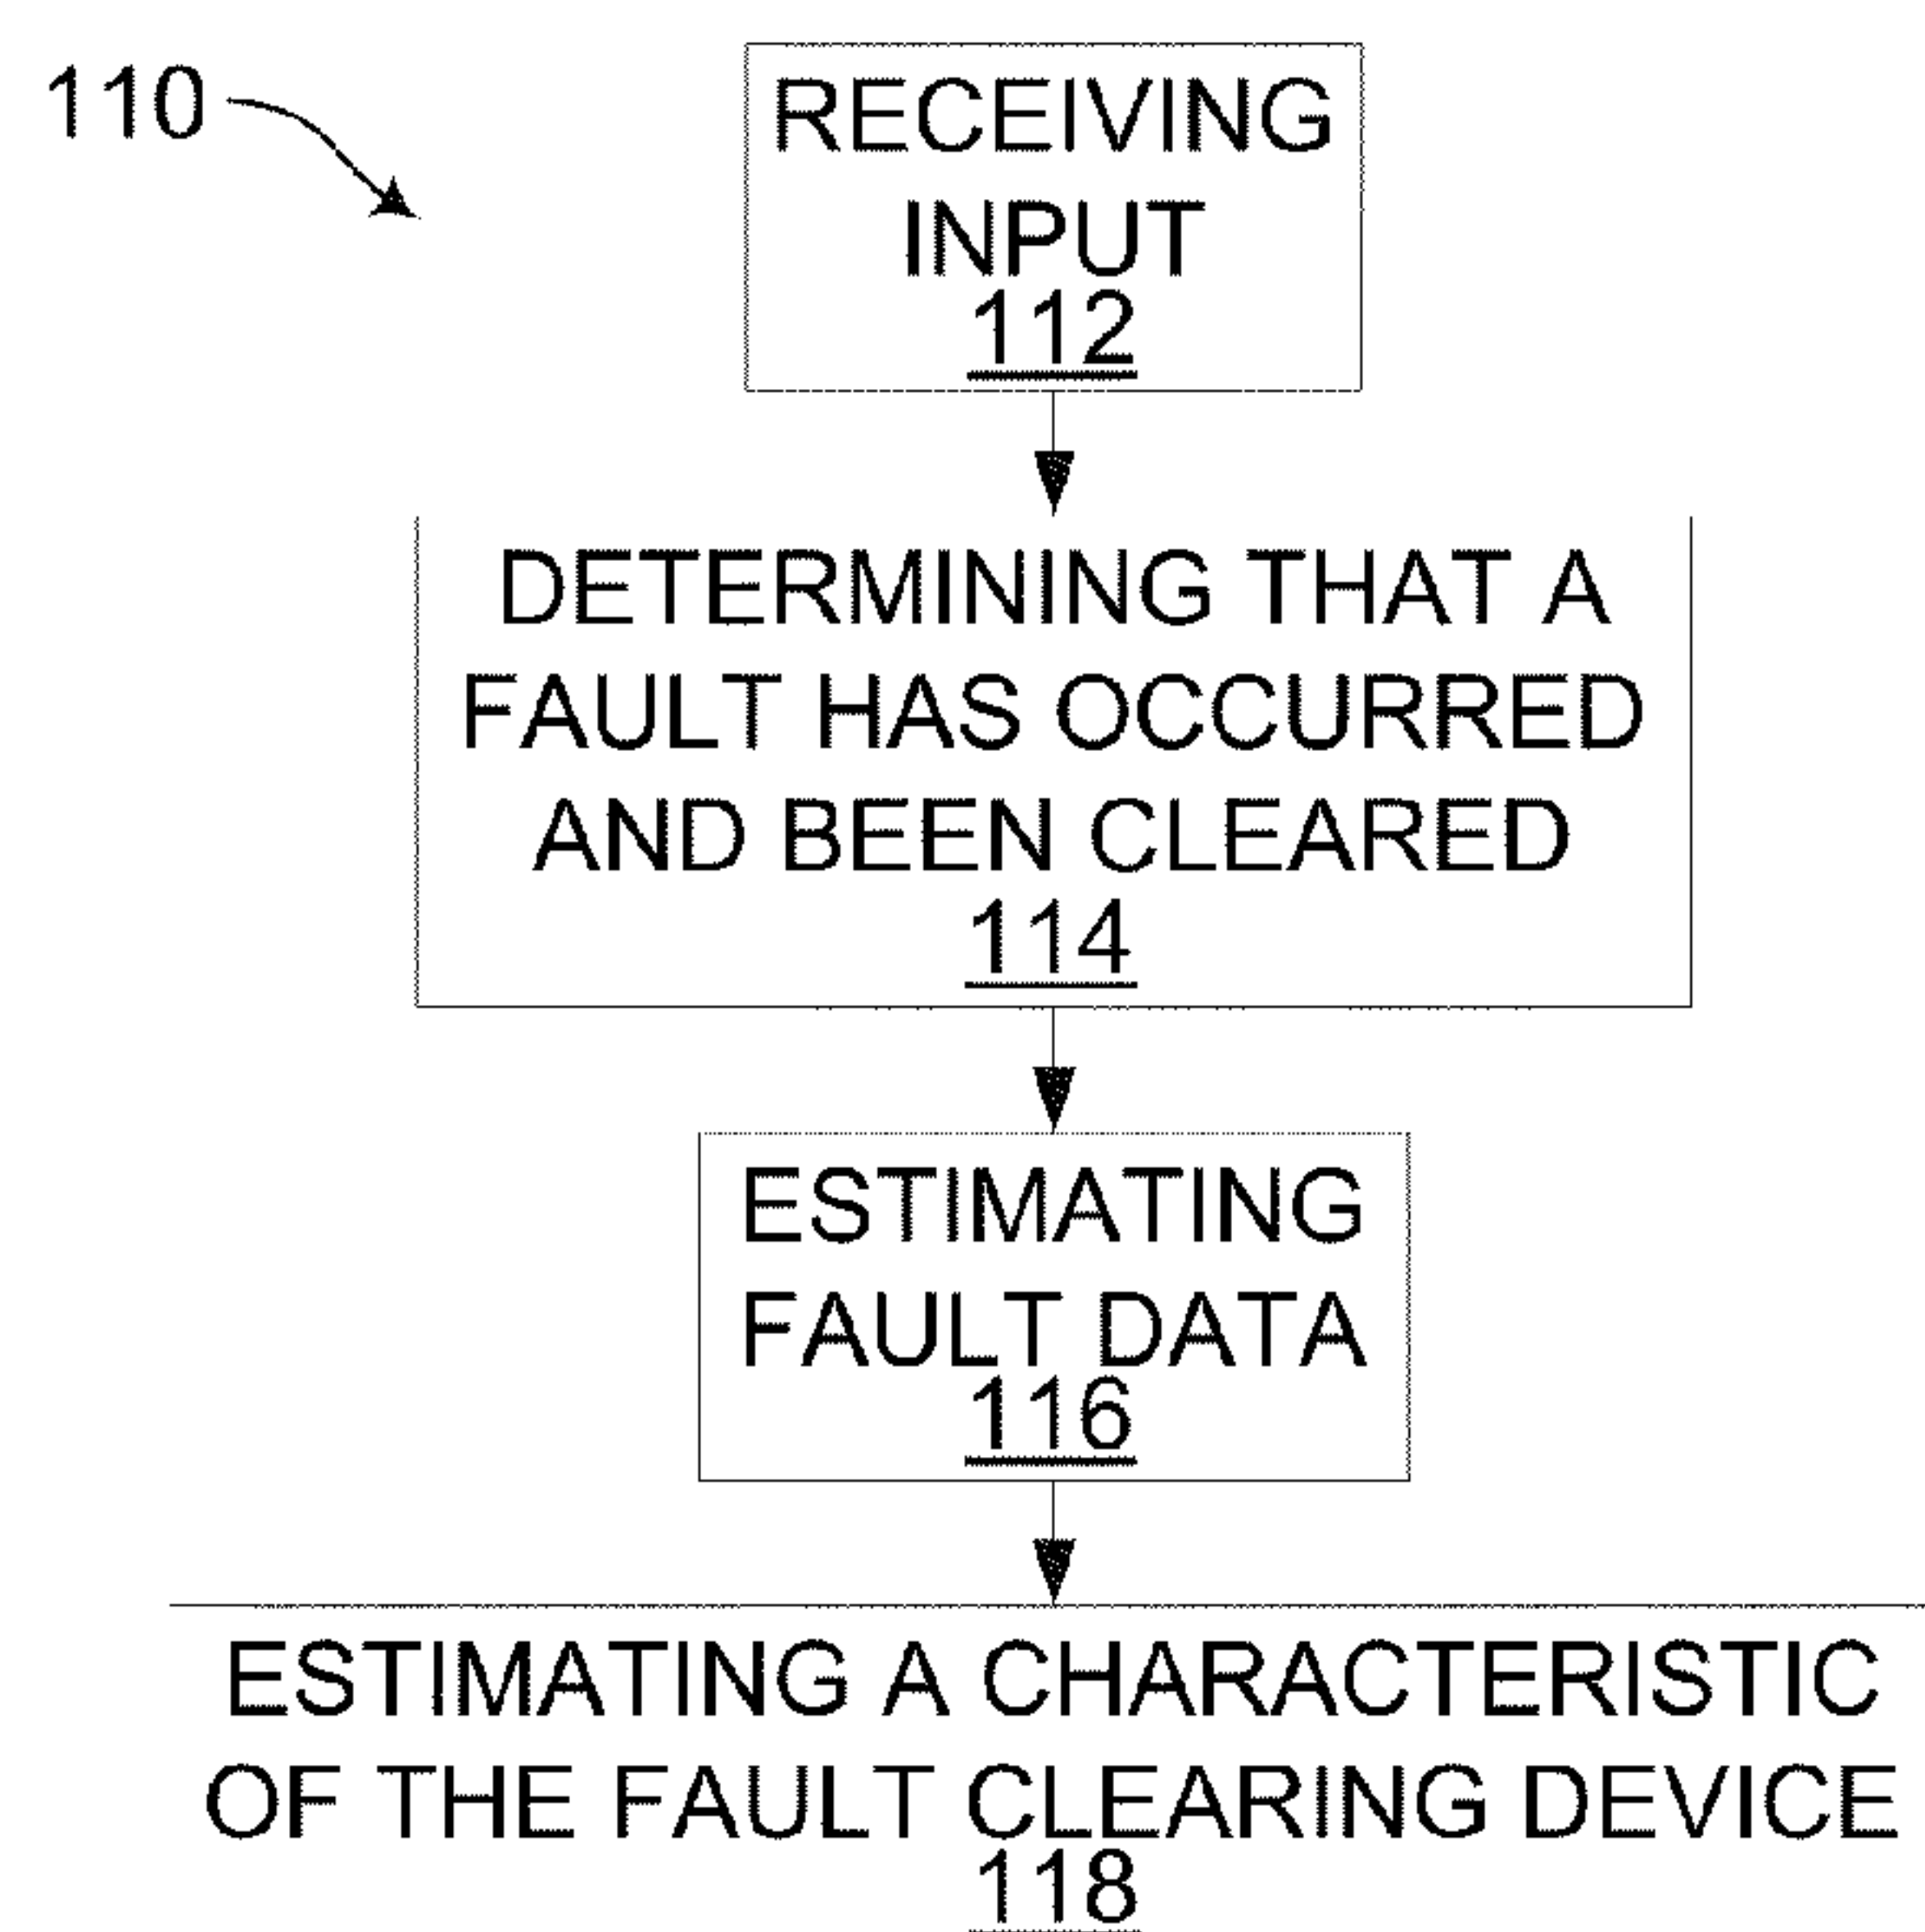 110
RECEIVING
INPUT
112
DETERMINING THAT A
FAULT HAS OCCURRED
AND BEEN CLEARED
114
ESTIMATING
FAULT DATA
116
ESTIMATING A CHARACTERISTIC
OF THE FAULT CLEARING DEVICE
118